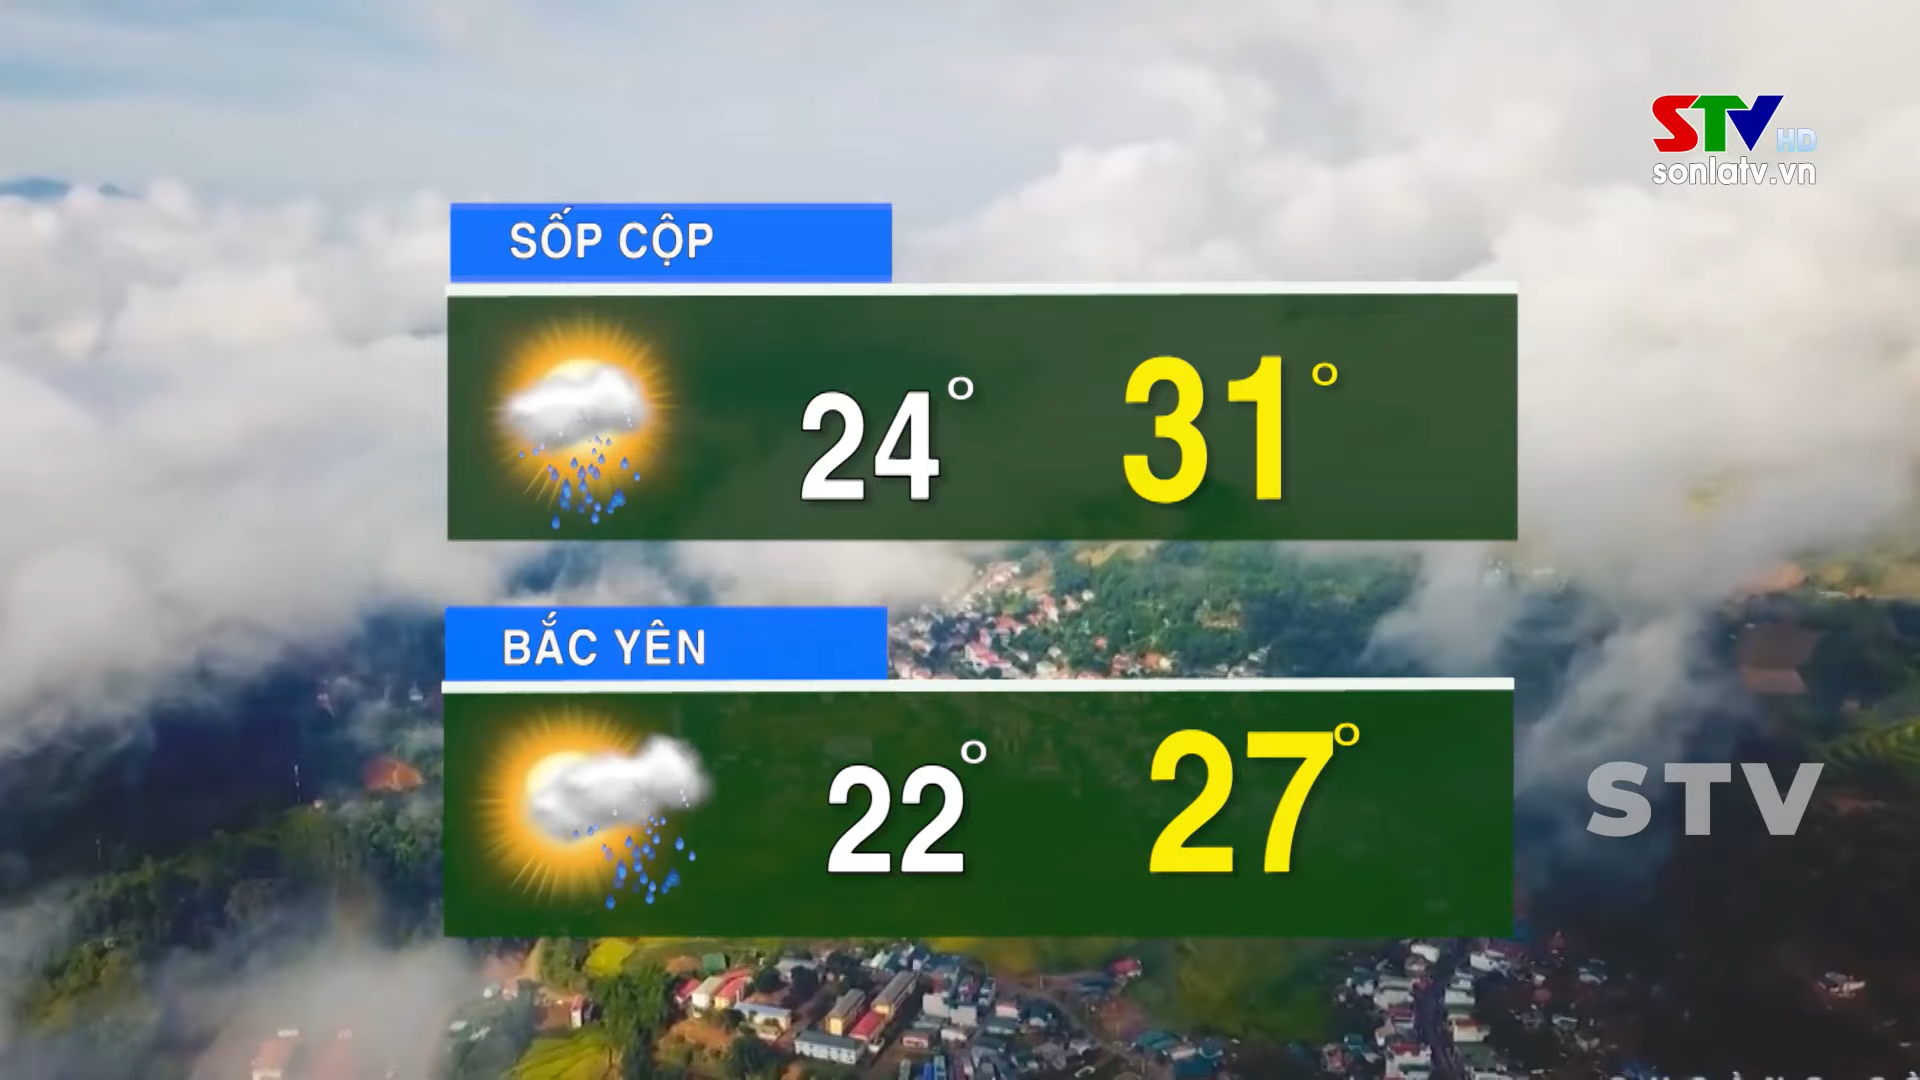 STV HD
sonlatv.vn
SỐP CỘP
24° 31°
BẮC YÊN
22° 27°
STV